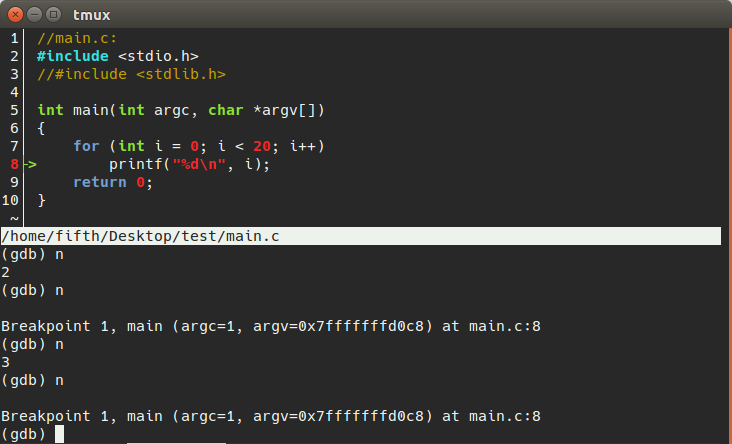 tmux
1 //main.c:
2 #include <stdio.h>
3 //#include <stdlib.h>
4
5 int main(int argc, char *argv[])
6 {
7     for (int i = 0; i < 20; i++)
8->         printf("%d\n", i);
9     return 0;
10 }
~
/home/fifth/Desktop/test/main.c
(gdb) n
2
(gdb) n
Breakpoint 1, main (argc=1, argv=0x7fffffffd0c8) at main.c:8
(gdb) n
3
(gdb) n
Breakpoint 1, main (argc=1, argv=0x7fffffffd0c8) at main.c:8
(gdb)